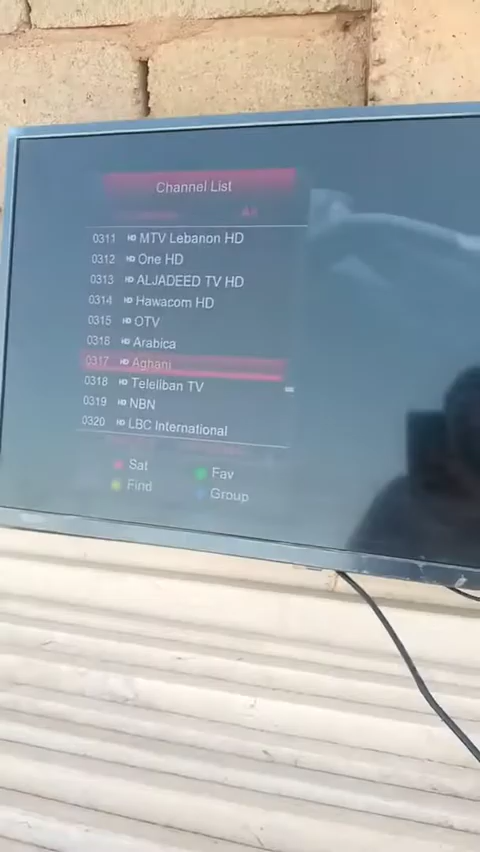 Channel List
All
0311 HD MTV Lebanon HD
0312 HD One HD
0313 HD ALJADEED TV HD
0314 HD Hawacom HD
0315 HD OTV
0316 HD Arabica
0317 HD Aghani
0318 HD Teleliban TV
0319 HD NBN
0320 HD LBC International
Sat
Fav
Find
Group